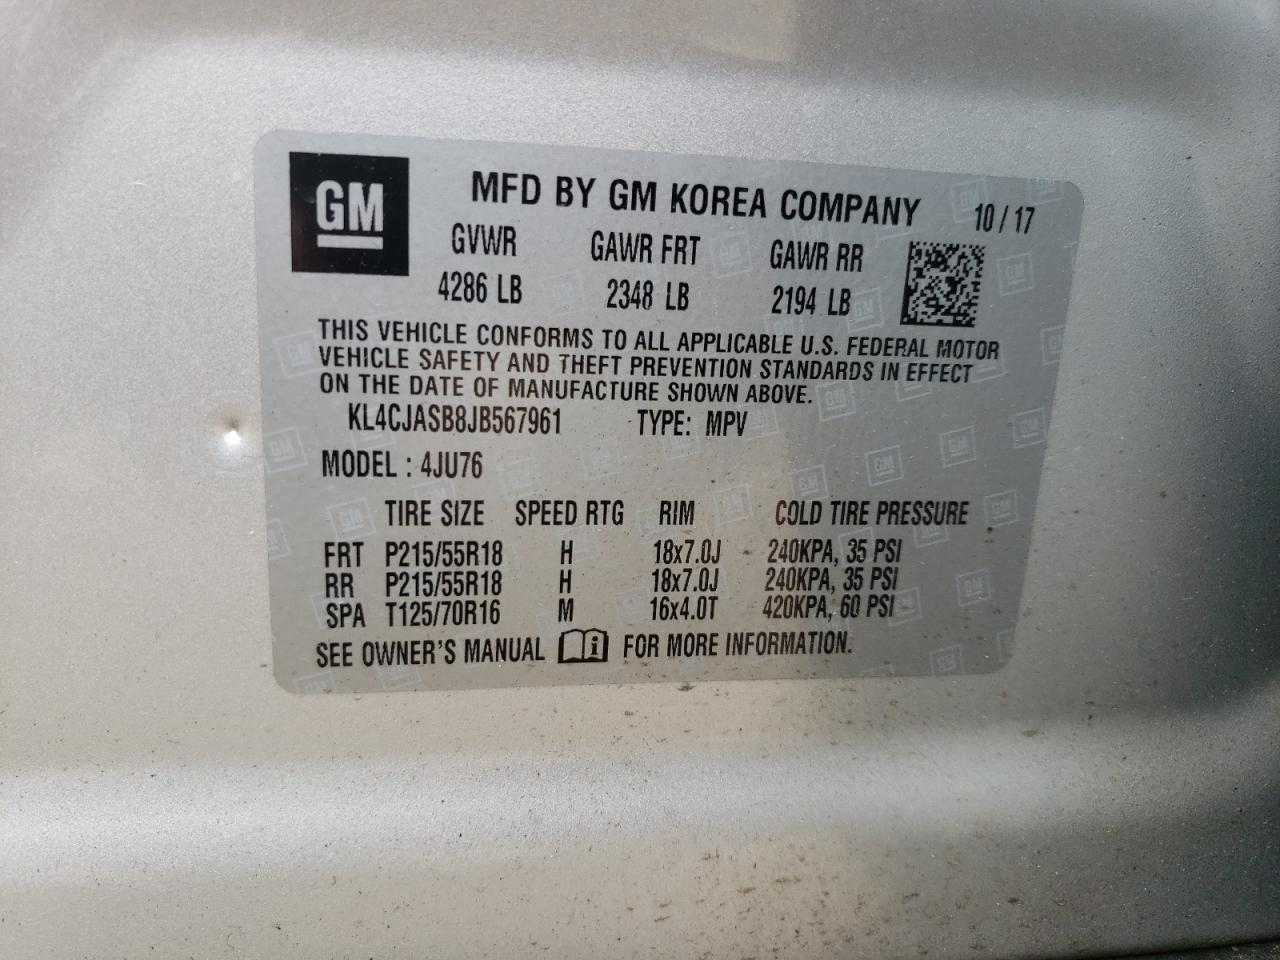 GM
MFD BY GM KOREA COMPANY 10 / 17
GVWR GAWR FRT GAWR RR
4286 LB 2348 LB 2194 LB
THIS VEHICLE CONFORMS TO ALL APPLICABLE U.S. FEDERAL MOTOR
VEHICLE SAFETY AND THEFT PREVENTION STANDARDS IN EFFECT
ON THE DATE OF MANUFACTURE SHOWN ABOVE.
KL4CJASB8JB567961 TYPE: MPV
MODEL : 4JU76
TIRE SIZE SPEED RTG RIM COLD TIRE PRESSURE
FRT P215/55R18 H 18x7.0J 240KPA, 35 PSI
RR P215/55R18 H 18x7.0J 240KPA, 35 PSI
SPA T125/70R16 M 16x4.0T 420KPA, 60 PSI
SEE OWNER'S MANUAL i FOR MORE INFORMATION.